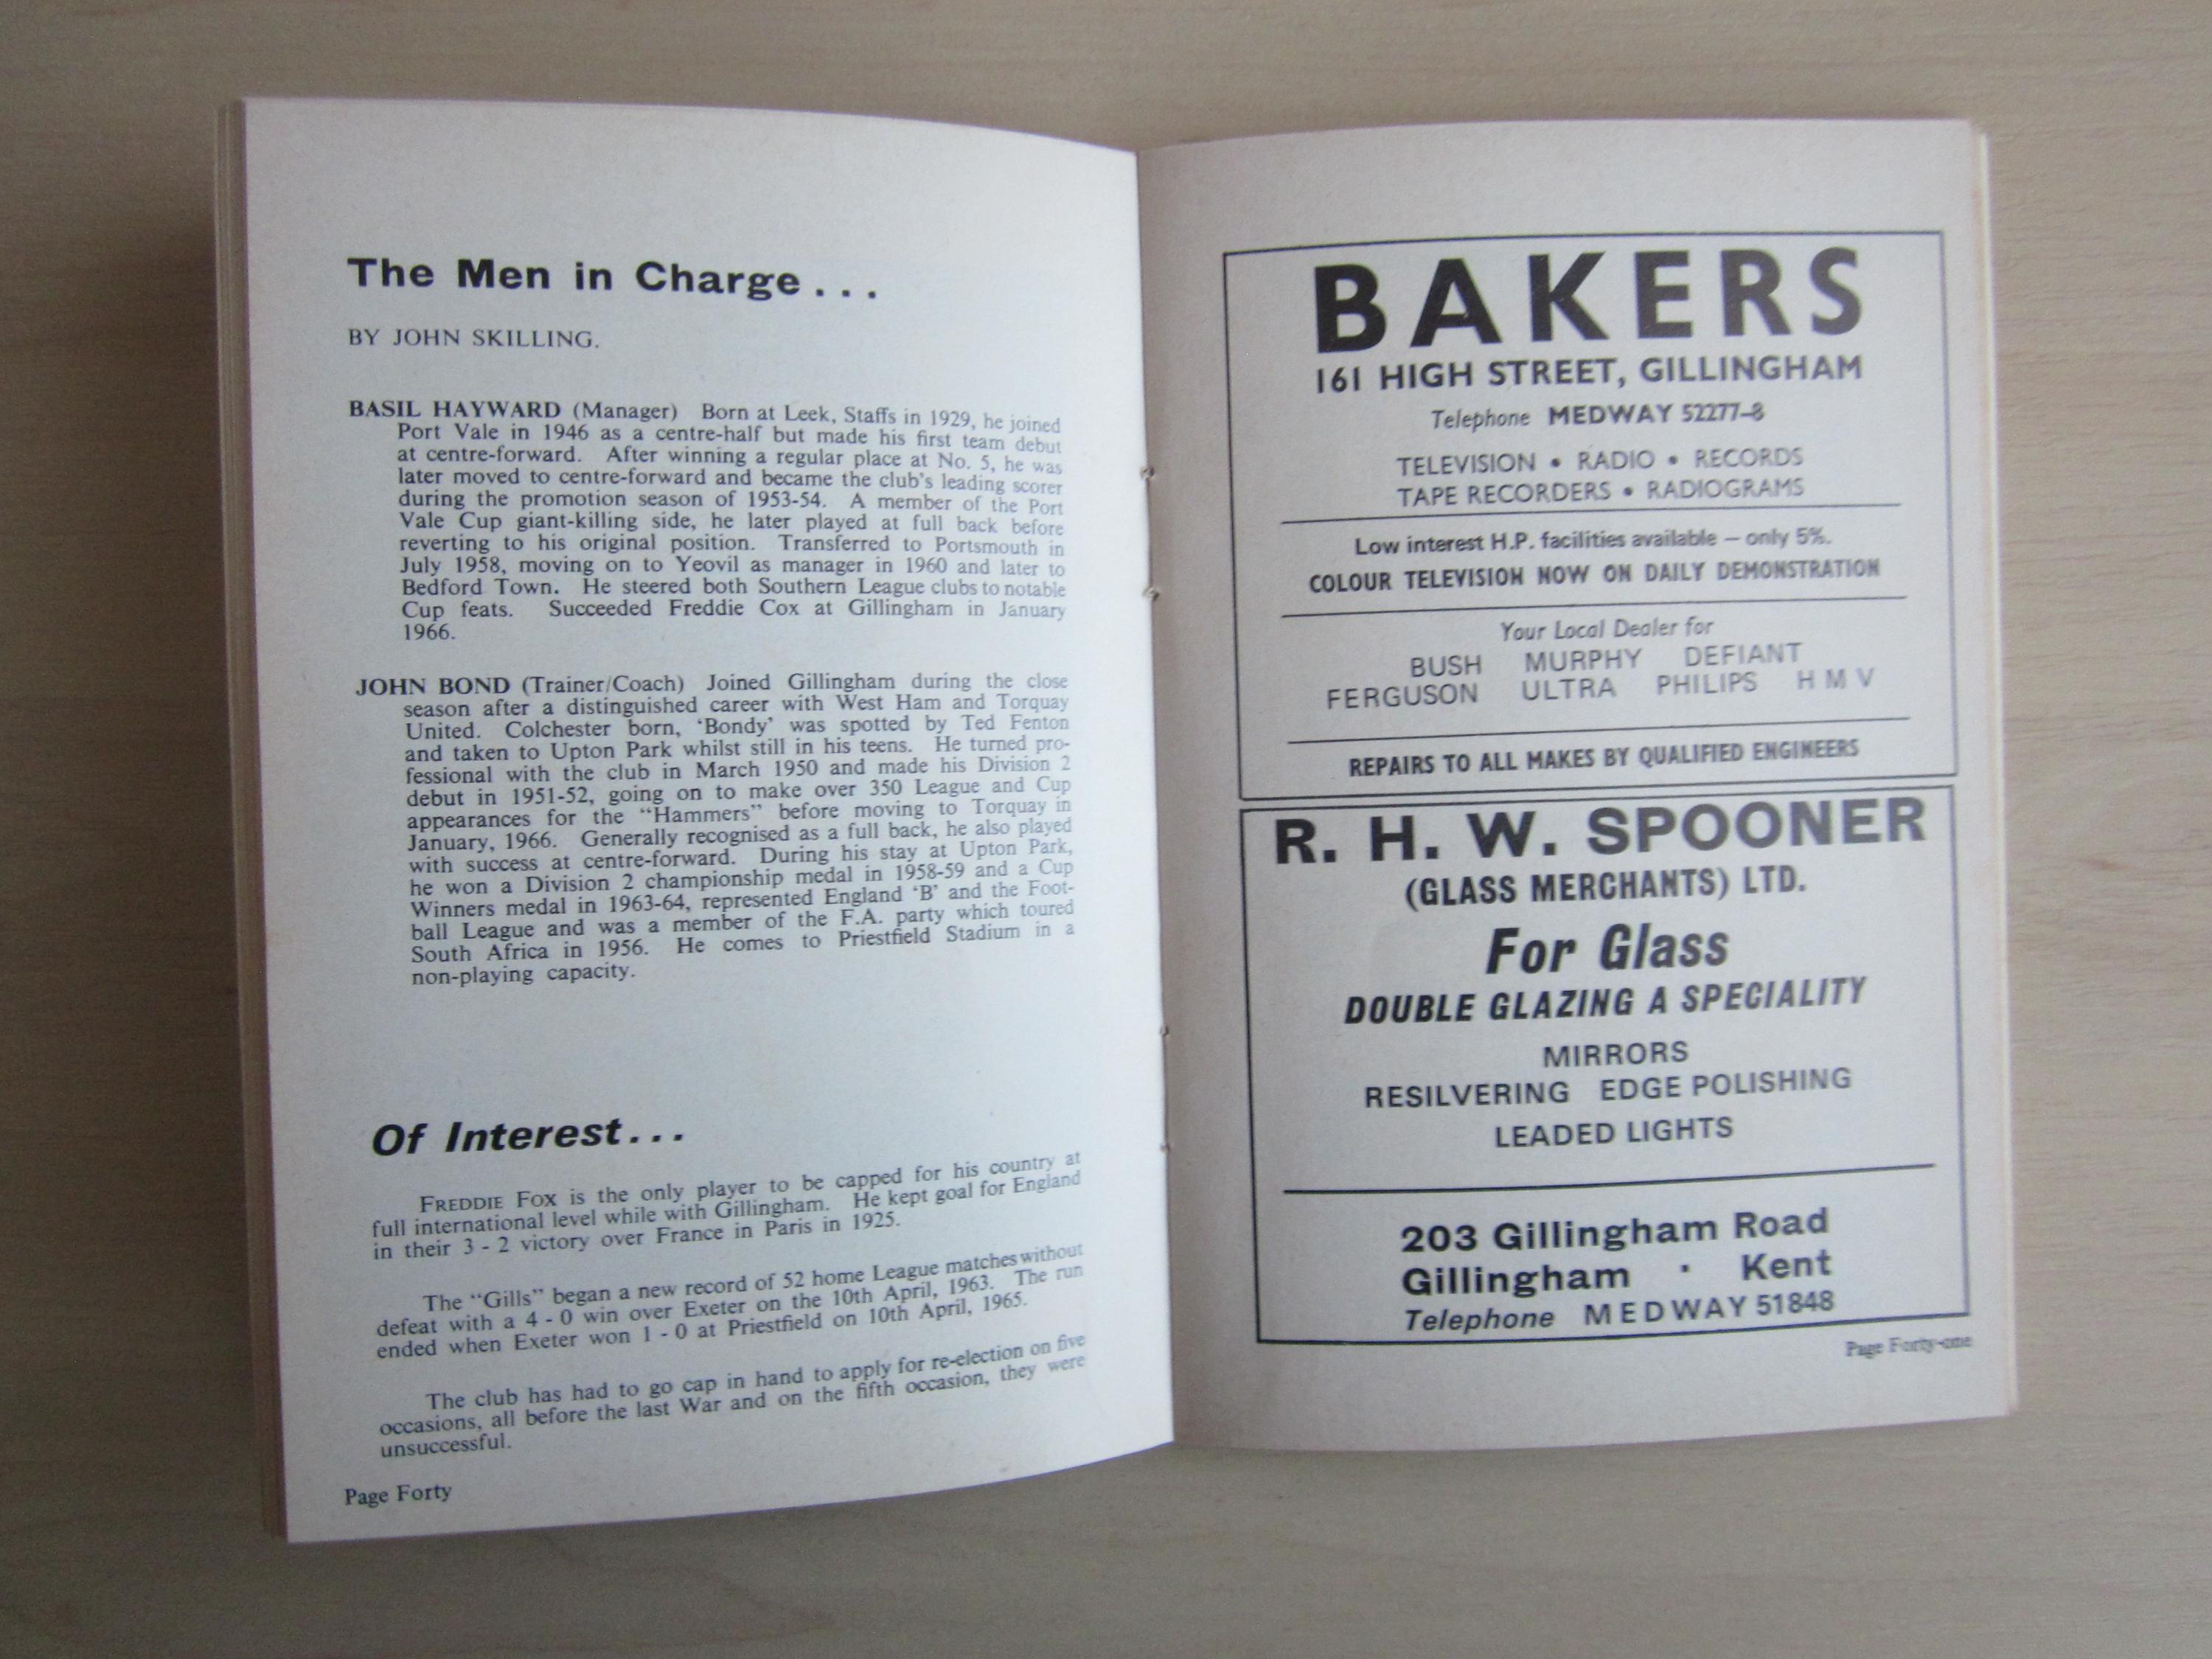 The Men in Charge . . .
BY JOHN SKILLING.
BASIL HAYWARD (Manager) Born at Leek, Staffs in 1929, he joined
Port Vale in 1946 as a centre-half but made his first team debut
at centre-forward. After winning a regular place at No. 5, he was
later moved to centre-forward and became the club's leading scorer
during the promotion season of 1953-54. A member of the Port
Vale Cup giant-killing side, he later played at full back before
reverting to his original position. Transferred to Portsmouth in
July 1958, moving on to Yeovil as manager in 1960 and later to
Bedford Town. He steered both Southern League clubs to notable
Cup feats. Succeeded Freddie Cox at Gillingham in January
1966.
JOHN BOND (Trainer/Coach) Joined Gillingham during the close
season after a distinguished career with West Ham and Torquay
United. Colchester born, 'Bondy' was spotted by Ted Fenton
and taken to Upton Park whilst still in his teens. He turned pro-
fessional with the club in March 1950 and made his Division 2
debut in 1951-52, going on to make over 350 League and Cup
appearances for the "Hammers" before moving to Torquay in
January, 1966. Generally recognised as a full back, he also played
with success at centre-forward. During his stay at Upton Park,
he won a Division 2 championship medal in 1958-59 and a Cup
Winners medal in 1963-64, represented England 'B' and the Foot-
ball League and was a member of the F.A. party which toured
South Africa in 1956. He comes to Priestfield Stadium in a
non-playing capacity.
Of Interest . . .
FREDDIE FOX is the only player to be capped for his country at
full international level while with Gillingham. He kept goal for England
in their 3 - 2 victory over France in Paris in 1925.
The "Gills" began a new record of 52 home League matches without
defeat with a 4 - 0 win over Exeter on the 10th April, 1963. The run
ended when Exeter won 1 - 0 at Priestfield on 10th April, 1965.
The club has had to go cap in hand to apply for re-election on five
occasions, all before the last War and on the fifth occasion, they were
unsuccessful.
Page Forty
BAKERS
161 HIGH STREET, GILLINGHAM
Telephone MEDWAY 52277-8
TELEVISION • RADIO • RECORDS
TAPE RECORDERS • RADIOGRAMS
Low interest H.P. facilities available – only 5%.
COLOUR TELEVISION NOW ON DAILY DEMONSTRATION
Your Local Dealer for
BUSH MURPHY DEFIANT
FERGUSON ULTRA PHILIPS H M V
REPAIRS TO ALL MAKES BY QUALIFIED ENGINEERS
R. H. W. SPOONER
(GLASS MERCHANTS) LTD.
For Glass
DOUBLE GLAZING A SPECIALITY
MIRRORS
RESILVERING EDGE POLISHING
LEADED LIGHTS
203 Gillingham Road
Gillingham · Kent
Telephone MEDWAY 51848
Page Forty-one